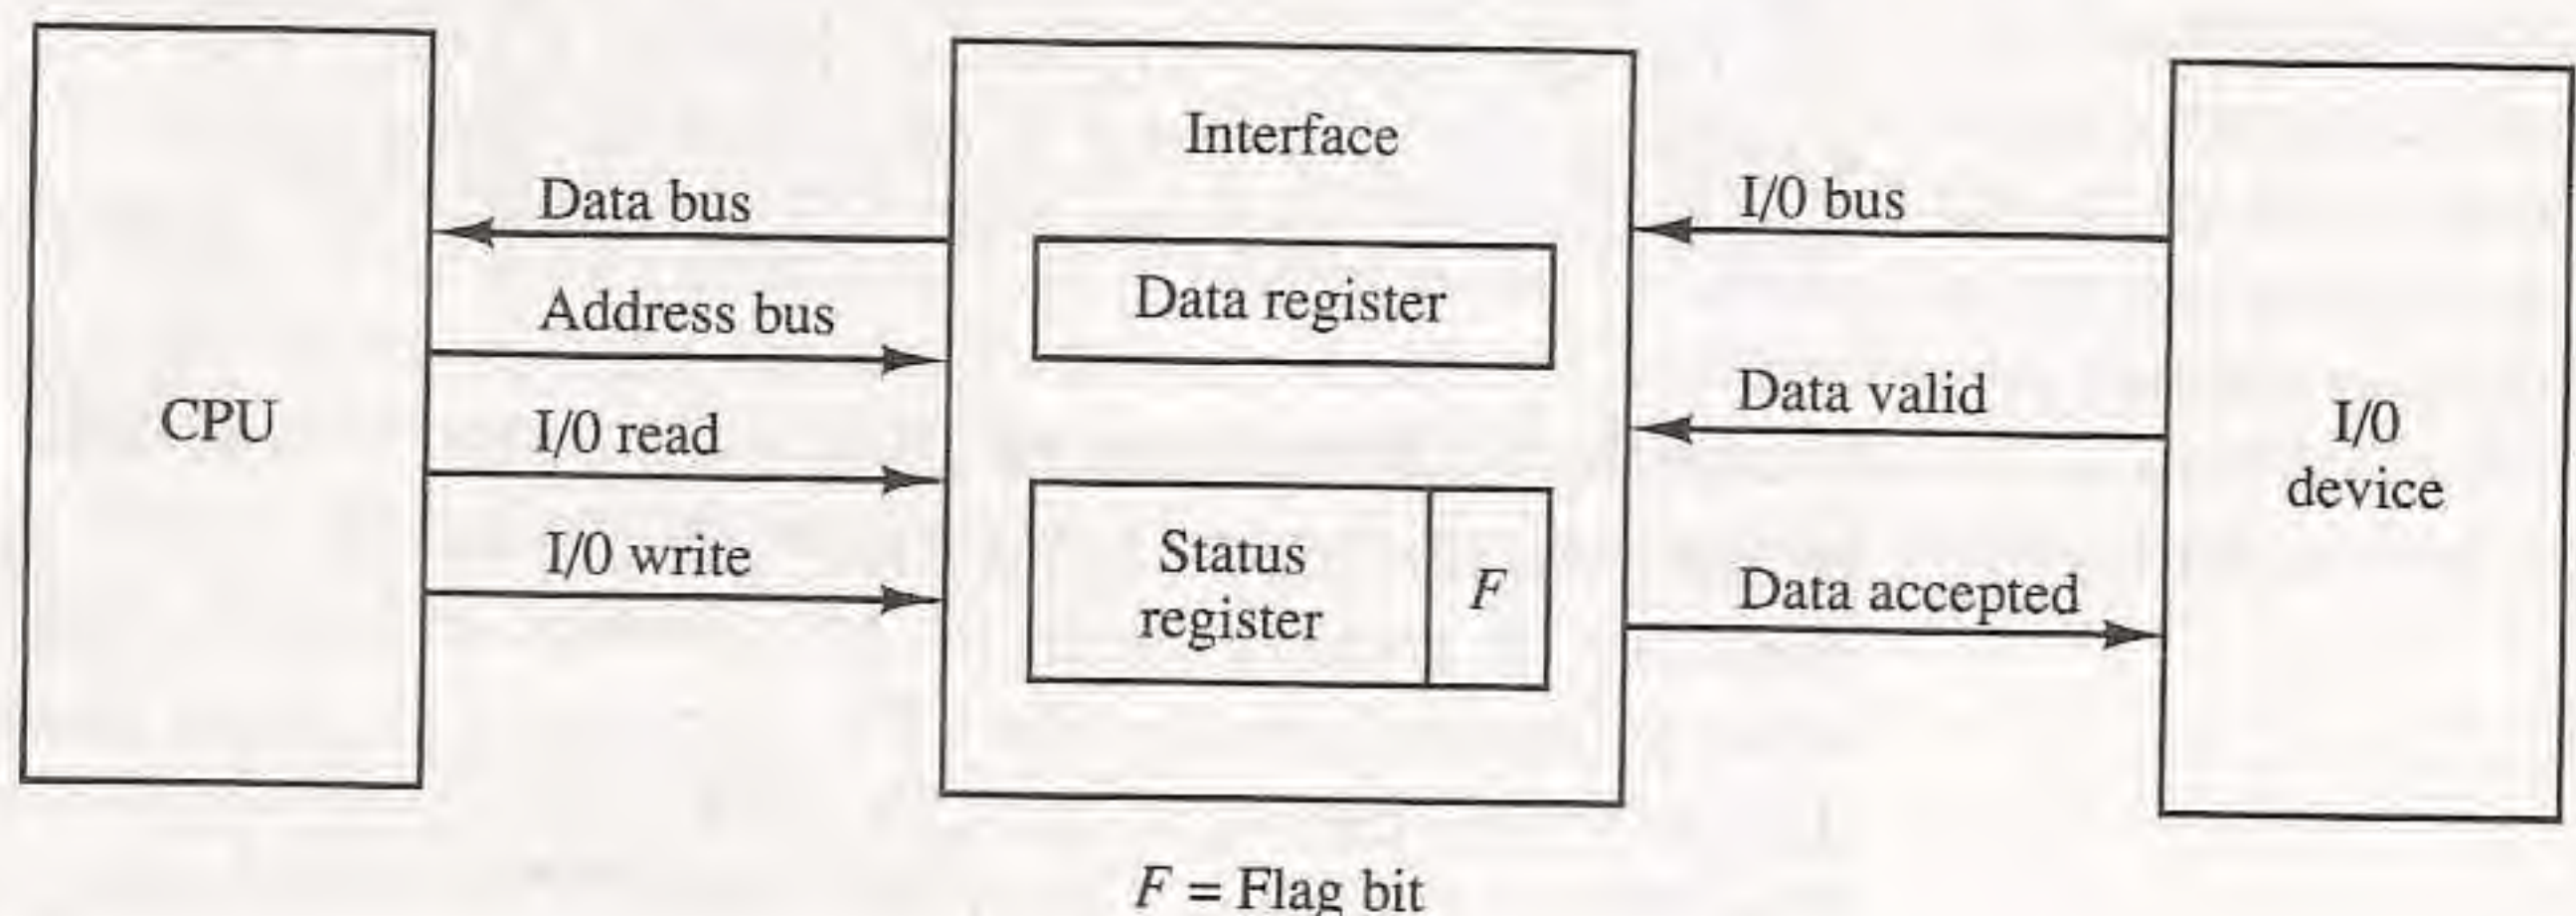 Interface
Data bus
I/0 bus
Data register
Address bus
Data valid
CPU
I/0 read
I/0
device
I/0 write
Status
register
F
Data accepted
F = Flag bit